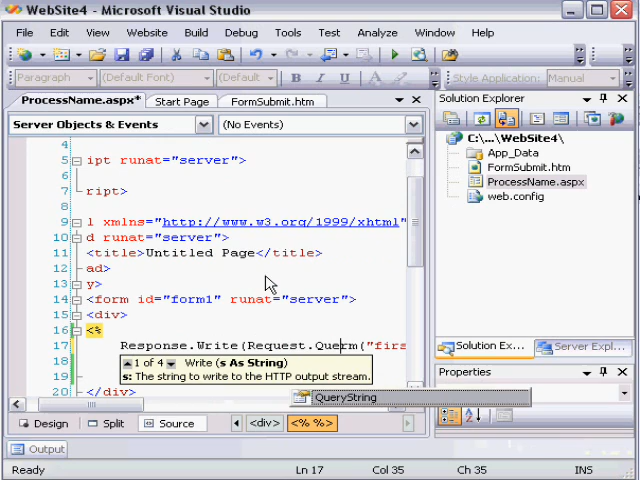 WebSite4 - Microsoft Visual Studio
File Edit View Website Build Debug Tools Test Analyze Window Help
Paragraph (Default Font) (Default B I U A Style Application: Manual
ProcessName.aspx* Start Page FormSubmit.htm
Server Objects & Events (No Events)
4
5 ipt runat="server">
6
7 ript>
8
9 l xmlns="http://www.w3.org/1999/xhtml"
10 d runat="server">
11 <title>Untitled Page</title>
12 ad>
13 y>
14 <form id="form1" runat="server">
15 <div>
16 <%
17 Response.Write(Request.Querm("firs
18 1 of 4 Write (s As String)
19 s: The string to write to the HTTP output stream.
20 </div>
QueryString
Design Split Source <div> <% %>
Output
Solution Explorer
C:\...\WebSite4\
App_Data
FormSubmit.htm
ProcessName.aspx
web.config
Solution Ex... Server Expl...
Properties
Ready Ln 17 Col 35 Ch 35 INS